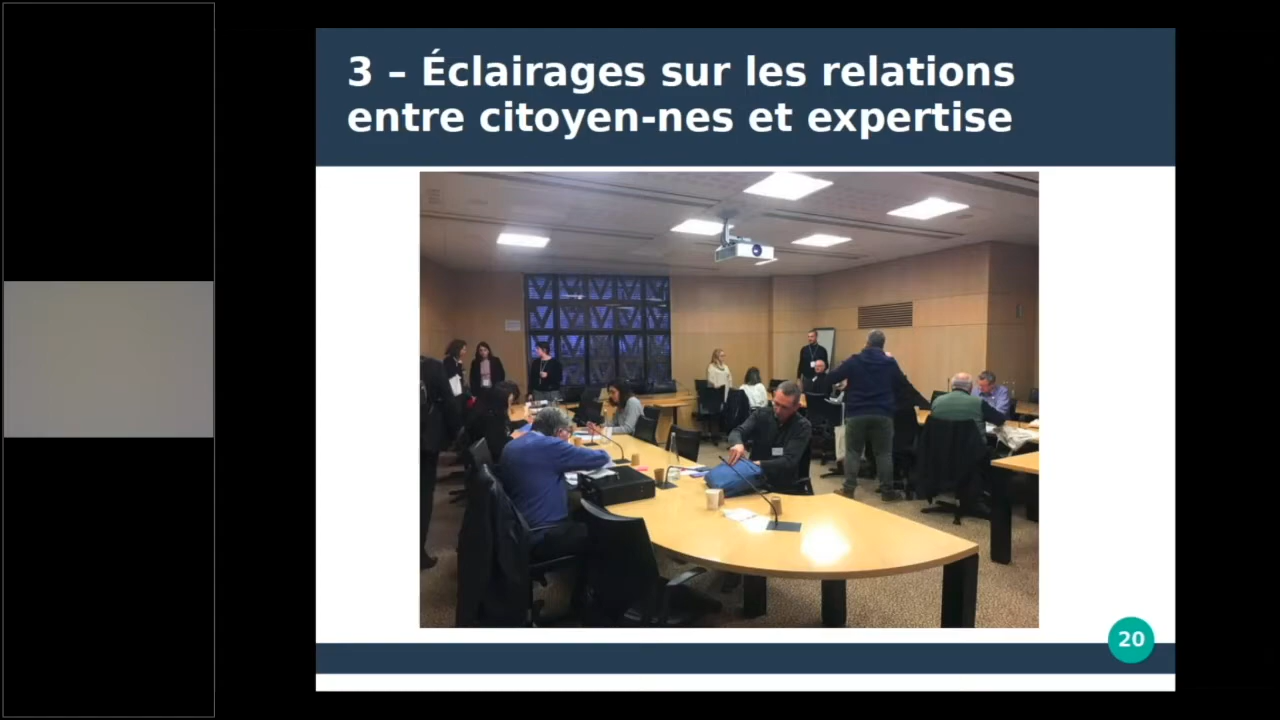 3 – Éclairages sur les relations
entre citoyen-nes et expertise
20